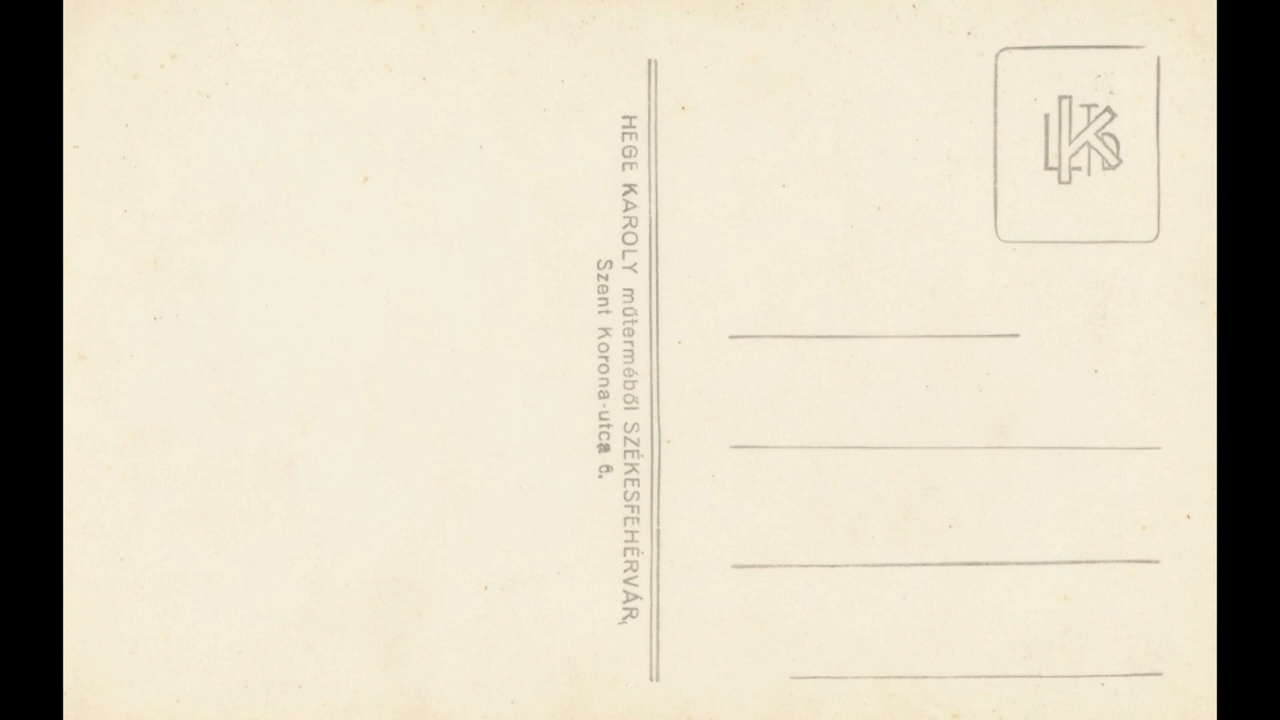 HEGE KAROLY műterméből SZÉKESFEHÉRVÁR,
Szent Korona-utca 6.